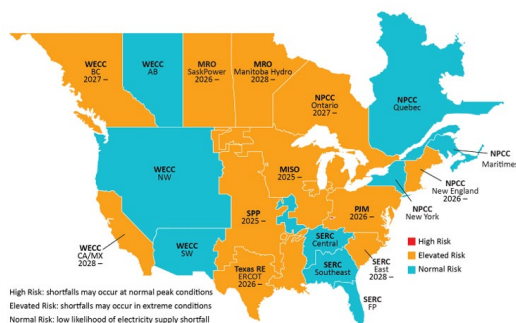 WECC
BC
2027 –
WECC
AB
MRO
SaskPower
2026 –
MRO
Manitoba Hydro
2028 –
NPCC
Ontario
2027 –
NPCC
Quebec
NPCC
Maritimes
NPCC
New England
2026 –
NPCC
New York
WECC
NW
MISO
2025 –
PJM
2026 –
SPP
2025 –
SERC
Central
SERC
Southeast
SERC
East
2028 –
SERC
FP
WECC
CA/MX
2028 –
WECC
SW
Texas RE
ERCOT
2026 –
High Risk
Elevated Risk
Normal Risk
High Risk: shortfalls may occur at normal peak conditions
Elevated Risk: shortfalls may occur in extreme conditions
Normal Risk: low likelihood of electricity supply shortfall